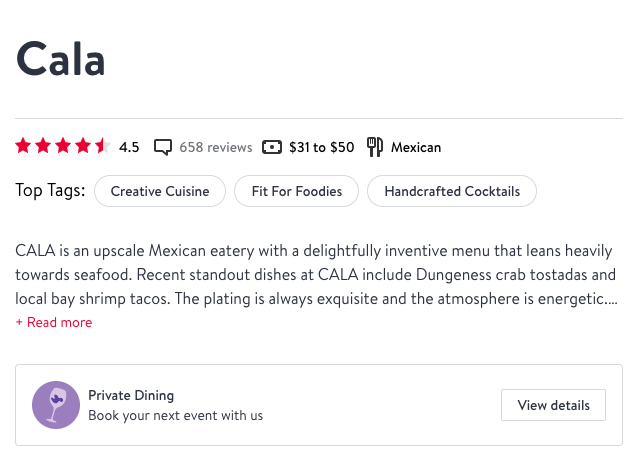 Cala
4.5 658 reviews $31 to $50 Mexican
Top Tags: Creative Cuisine Fit For Foodies Handcrafted Cocktails
CALA is an upscale Mexican eatery with a delightfully inventive menu that leans heavily
towards seafood. Recent standout dishes at CALA include Dungeness crab tostadas and
local bay shrimp tacos. The plating is always exquisite and the atmosphere is energetic....
+ Read more
Private Dining
Book your next event with us
View details